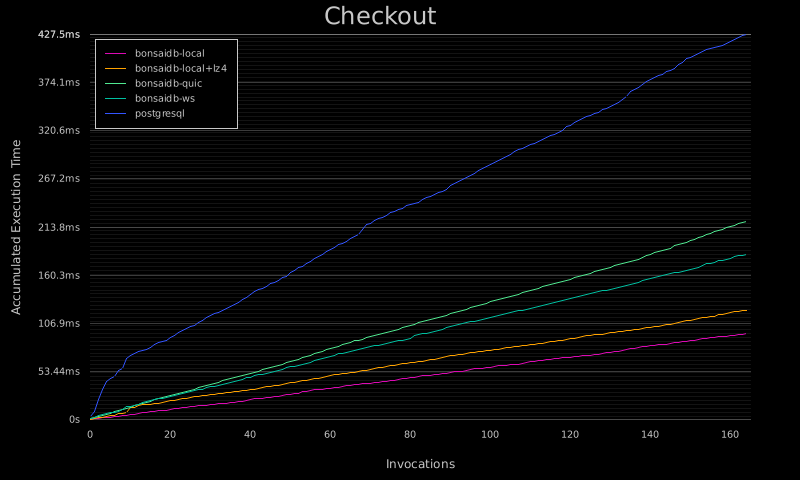 Checkout
427.5ms
374.1ms
320.6ms
267.2ms
213.8ms
160.3ms
106.9ms
53.44ms
0s
Accumulated Execution Time
bonsaidb-local
bonsaidb-local+lz4
bonsaidb-quic
bonsaidb-ws
postgresql
0 20 40 60 80 100 120 140 160
Invocations